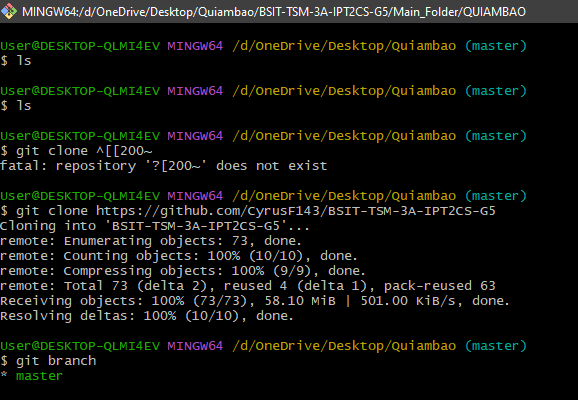 MINGW64:/d/OneDrive/Desktop/Quiambao/BSIT-TSM-3A-IPT2CS-G5/Main_Folder/QUIAMBAO
User@DESKTOP-QLMI4EV MINGW64 /d/OneDrive/Desktop/Quiambao (master)
$ ls
User@DESKTOP-QLMI4EV MINGW64 /d/OneDrive/Desktop/Quiambao (master)
$ ls
User@DESKTOP-QLMI4EV MINGW64 /d/OneDrive/Desktop/Quiambao (master)
$ git clone ^[[200~
fatal: repository '?[200~' does not exist
User@DESKTOP-QLMI4EV MINGW64 /d/OneDrive/Desktop/Quiambao (master)
$ git clone https://github.com/CyrusF143/BSIT-TSM-3A-IPT2CS-G5
Cloning into 'BSIT-TSM-3A-IPT2CS-G5'...
remote: Enumerating objects: 73, done.
remote: Counting objects: 100% (10/10), done.
remote: Compressing objects: 100% (9/9), done.
remote: Total 73 (delta 2), reused 4 (delta 1), pack-reused 63
Receiving objects: 100% (73/73), 58.10 MiB | 501.00 KiB/s, done.
Resolving deltas: 100% (10/10), done.
User@DESKTOP-QLMI4EV MINGW64 /d/OneDrive/Desktop/Quiambao (master)
$ git branch
* master